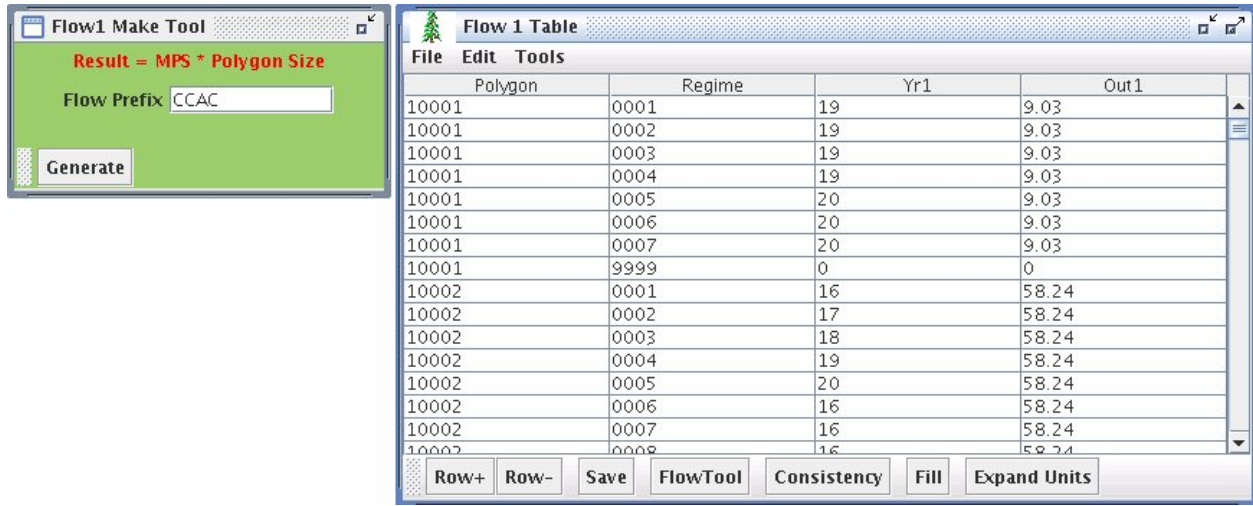 Flow1 Make Tool
Result = MPS * Polygon Size
Flow Prefix CCAC
Generate
Flow 1 Table
File Edit Tools
Polygon Regime Yr1 Out1
10001 0001 19 9.03
10001 0002 19 9.03
10001 0003 19 9.03
10001 0004 19 9.03
10001 0005 20 9.03
10001 0006 20 9.03
10001 0007 20 9.03
10001 9999 0 0
10002 0001 16 58.24
10002 0002 17 58.24
10002 0003 18 58.24
10002 0004 19 58.24
10002 0005 20 58.24
10002 0006 16 58.24
10002 0007 16 58.24
10002 0008 16 58.24
Row+ Row- Save FlowTool Consistency Fill Expand Units